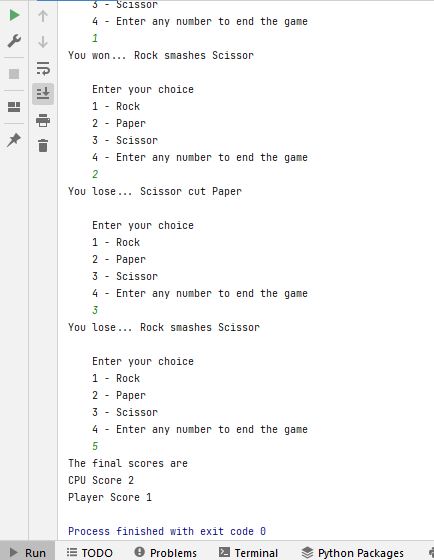 3 - Scissor
4 - Enter any number to end the game
1
You won... Rock smashes Scissor
Enter your choice
1 - Rock
2 - Paper
3 - Scissor
4 - Enter any number to end the game
2
You lose... Scissor cut Paper
Enter your choice
1 - Rock
2 - Paper
3 - Scissor
4 - Enter any number to end the game
3
You lose... Rock smashes Scissor
Enter your choice
1 - Rock
2 - Paper
3 - Scissor
4 - Enter any number to end the game
5
The final scores are
CPU Score 2
Player Score 1
Process finished with exit code 0
Run TODO Problems Terminal Python Packages